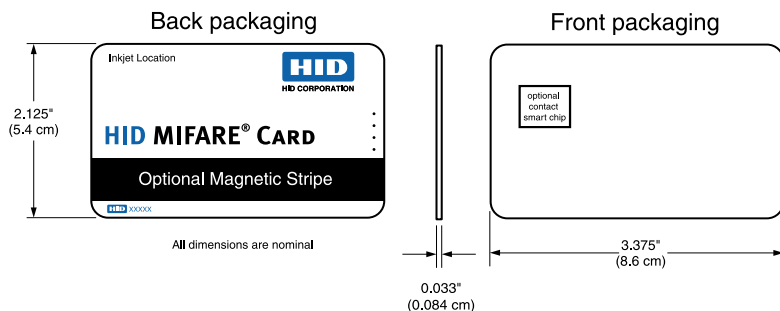 Back packaging
Front packaging
Inkjet Location
HID
HID CORPORATION
2.125"
(5.4 cm)
HID MIFARE® CARD
Optional Magnetic Stripe
HID XXXXX
optional
contact
smart chip
All dimensions are nominal
3.375"
(8.6 cm)
0.033"
(0.084 cm)